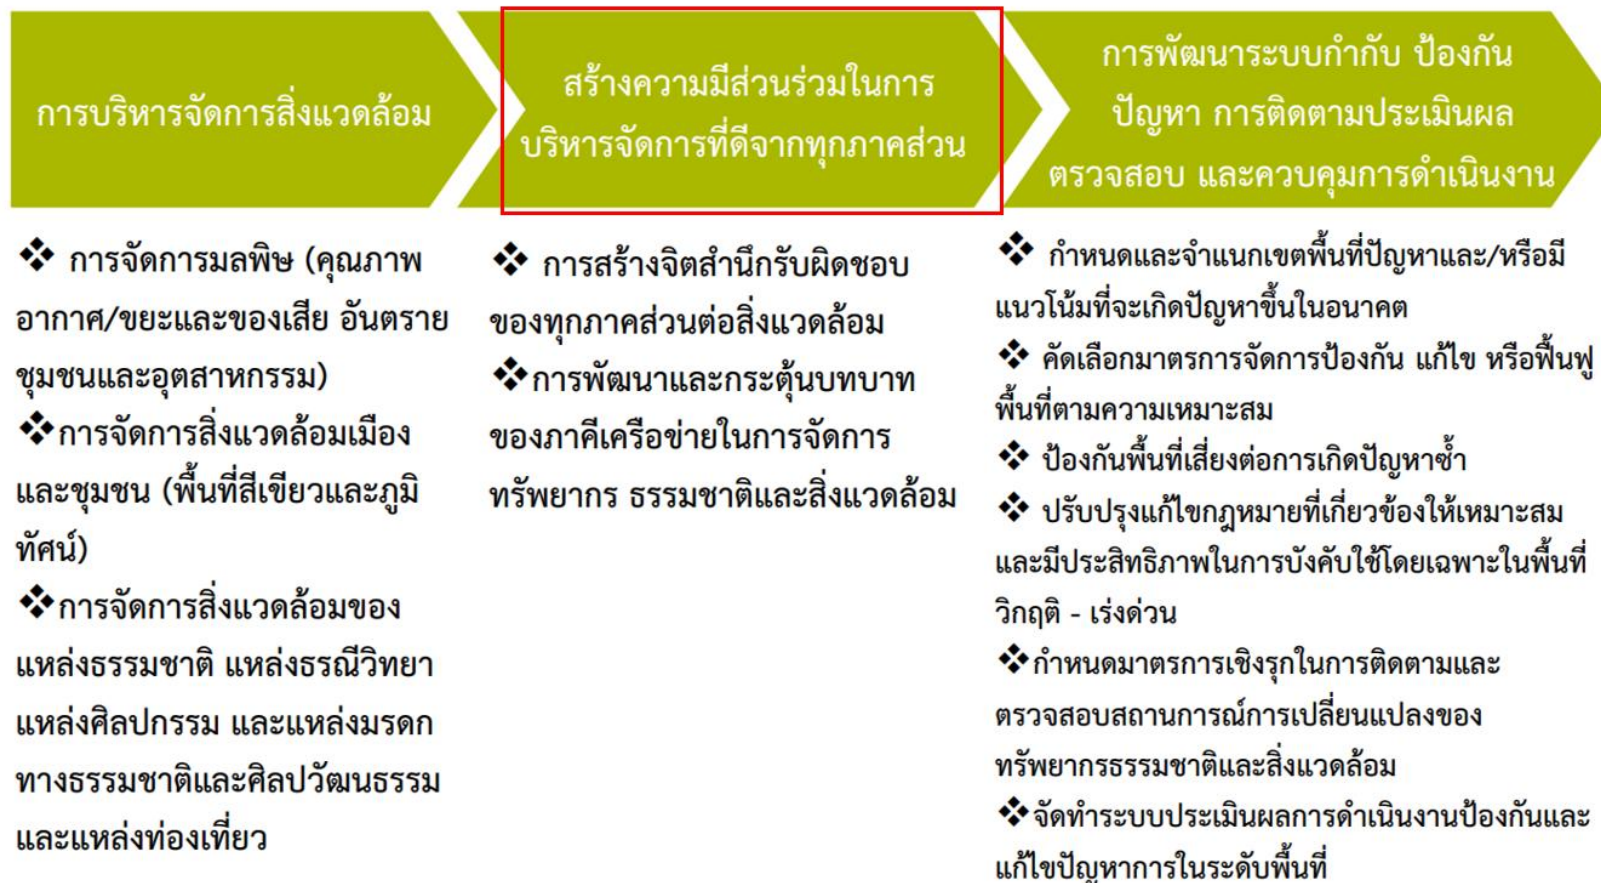 การบริหารจัดการสิ่งแวดล้อม
❖ การจัดการมลพิษ (คุณภาพ
อากาศ/ขยะและของเสีย อันตราย
ชุมชนและอุตสาหกรรม)
❖การจัดการสิ่งแวดล้อมเมือง
และชุมชน (พื้นที่สีเขียวและภูมิ
ทัศน์)
❖การจัดการสิ่งแวดล้อมของ
แหล่งธรรมชาติ แหล่งธรณีวิทยา
แหล่งศิลปกรรม และแหล่งมรดก
ทางธรรมชาติและศิลปวัฒนธรรม
และแหล่งท่องเที่ยว
สร้างความมีส่วนร่วมในการ
บริหารจัดการที่ดีจากทุกภาคส่วน
❖ การสร้างจิตสำนึกรับผิดชอบ
ของทุกภาคส่วนต่อสิ่งแวดล้อม
❖การพัฒนาและกระตุ้นบทบาท
ของภาคีเครือข่ายในการจัดการ
ทรัพยากร ธรรมชาติและสิ่งแวดล้อม
การพัฒนาระบบกำกับ ป้องกัน
ปัญหา การติดตามประเมินผล
ตรวจสอบ และควบคุมการดำเนินงาน
❖ กำหนดและจำแนกเขตพื้นที่ปัญหาและ/หรือมี
แนวโน้มที่จะเกิดปัญหาขึ้นในอนาคต
❖ คัดเลือกมาตรการจัดการป้องกัน แก้ไข หรือฟื้นฟู
พื้นที่ตามความเหมาะสม
❖ ป้องกันพื้นที่เสี่ยงต่อการเกิดปัญหาซ้ำ
❖ ปรับปรุงแก้ไขกฎหมายที่เกี่ยวข้องให้เหมาะสม
และมีประสิทธิภาพในการบังคับใช้โดยเฉพาะในพื้นที่
วิกฤติ - เร่งด่วน
❖กำหนดมาตรการเชิงรุกในการติดตามและ
ตรวจสอบสถานการณ์การเปลี่ยนแปลงของ
ทรัพยากรธรรมชาติและสิ่งแวดล้อม
❖จัดทำระบบประเมินผลการดำเนินงานป้องกันและ
แก้ไขปัญหาการในระดับพื้นที่